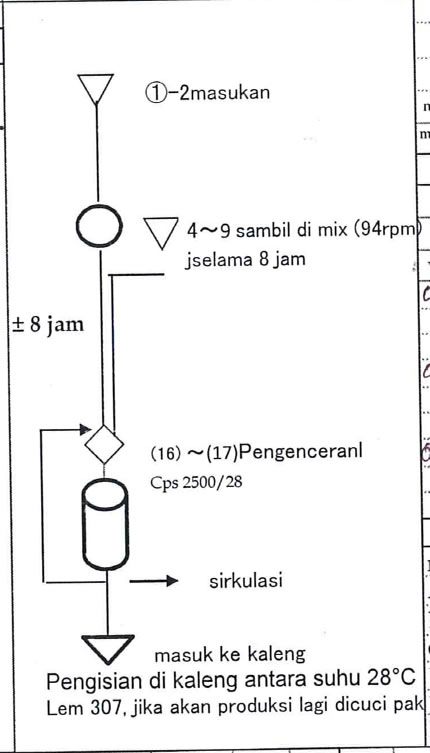 ①-2masukan
4～9 sambil di mix (94rpm)
jselama 8 jam
± 8 jam
(16) ～(17)Pengenceranl
Cps 2500/28
sirkulasi
masuk ke kaleng
Pengisian di kaleng antara suhu 28°C
Lem 307, jika akan produksi lagi dicuci pak